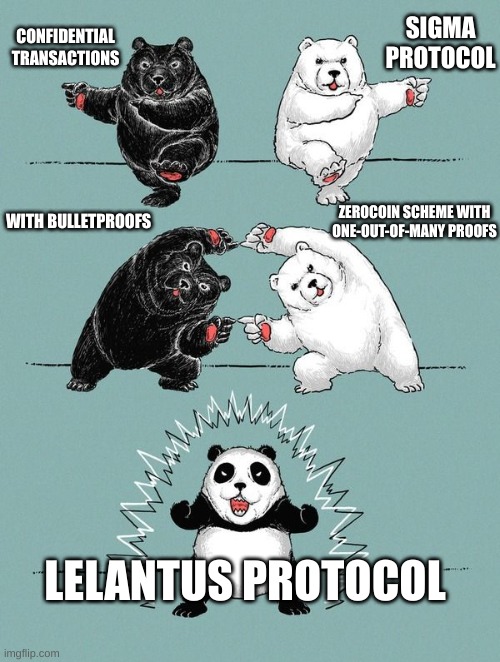 CONFIDENTIAL
TRANSACTIONS
SIGMA
PROTOCOL
WITH BULLETPROOFS
ZEROCOIN SCHEME WITH
ONE-OUT-OF-MANY PROOFS
LELANTUS PROTOCOL
imgflip.com